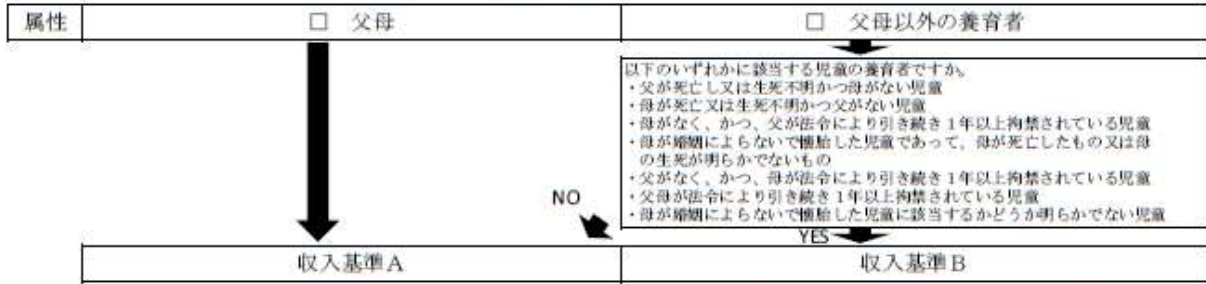 属性
□ 父母
□ 父母以外の養育者
以下のいずれかに該当する児童の養育者ですか。
・父が死亡し又は生死不明かつ母がない児童
・母が死亡又は生死不明かつ父がない児童
・母がなく、かつ、父が法令により引き続き1年以上拘禁されている児童
・母が婚姻によらないで懐胎した児童であって、母が死亡したもの又は母
の生死が明らかでないもの
・父がなく、かつ、母が法令により引き続き1年以上拘禁されている児童
・父母が法令により引き続き1年以上拘禁されている児童
・母が婚姻によらないで懐胎した児童に該当するかどうか明らかでない児童
NO
YES
収入基準A
収入基準B